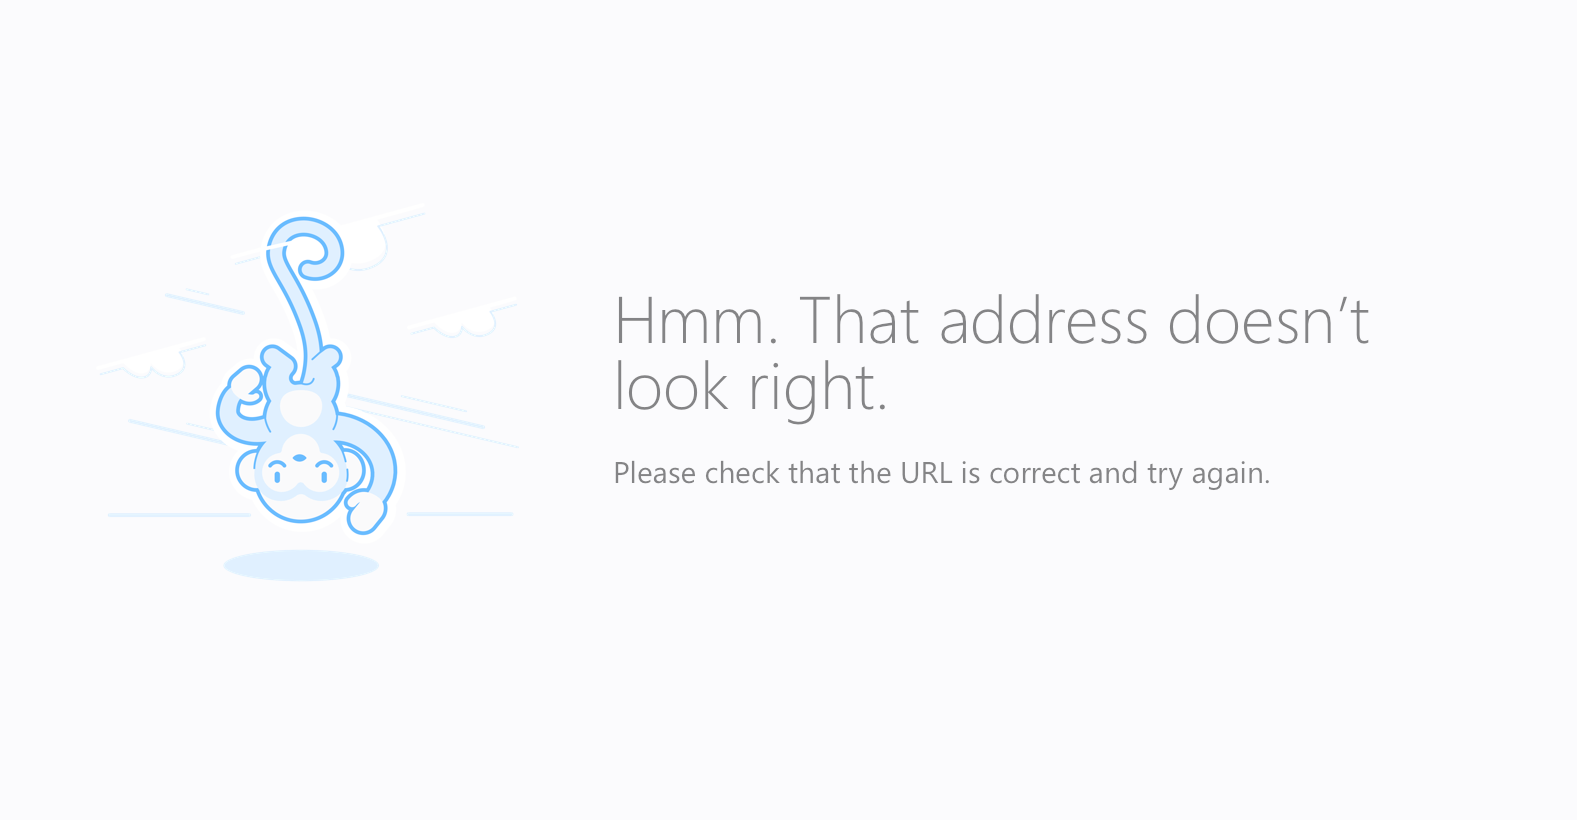 Hmm. That address doesn’t
look right.
Please check that the URL is correct and try again.